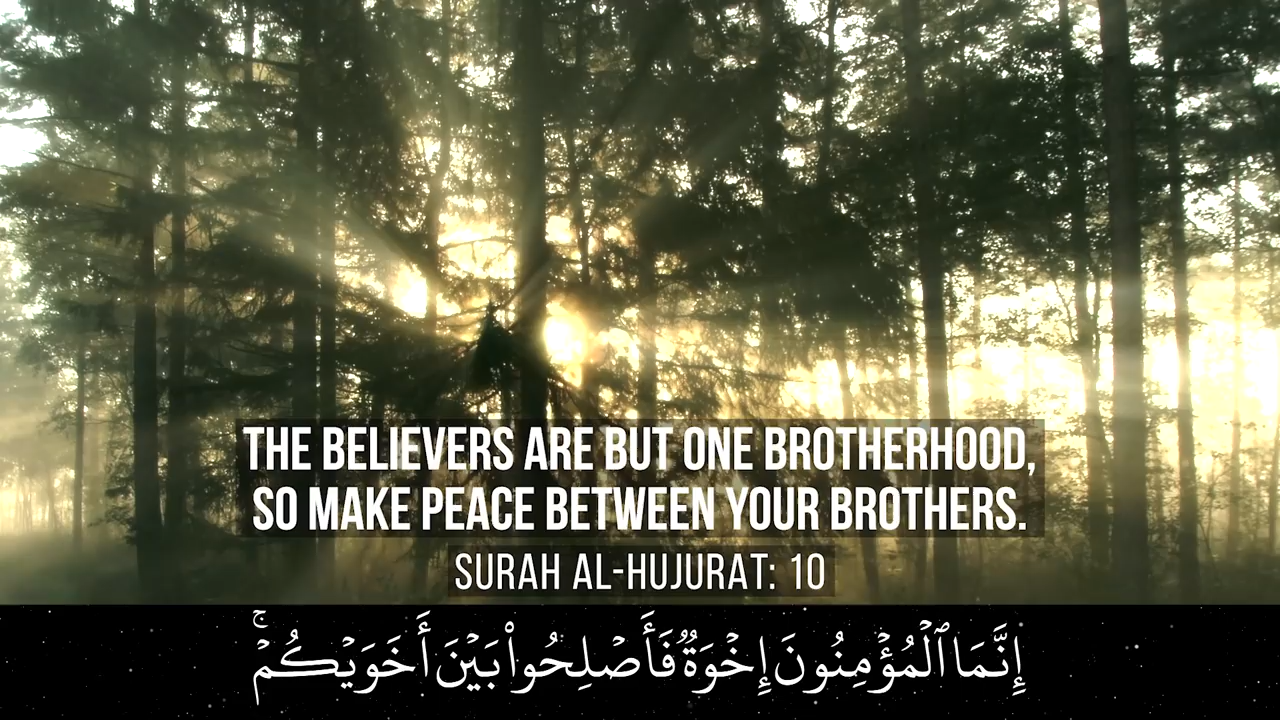 THE BELIEVERS ARE BUT ONE BROTHERHOOD,
SO MAKE PEACE BETWEEN YOUR BROTHERS.
SURAH AL-HUJURAT: 10
إِنَّمَا ٱلْمُؤْمِنُونَ إِخْوَةٌ فَأَصْلِحُوا۟ بَيْنَ أَخَوَيْكُمْ ۚ